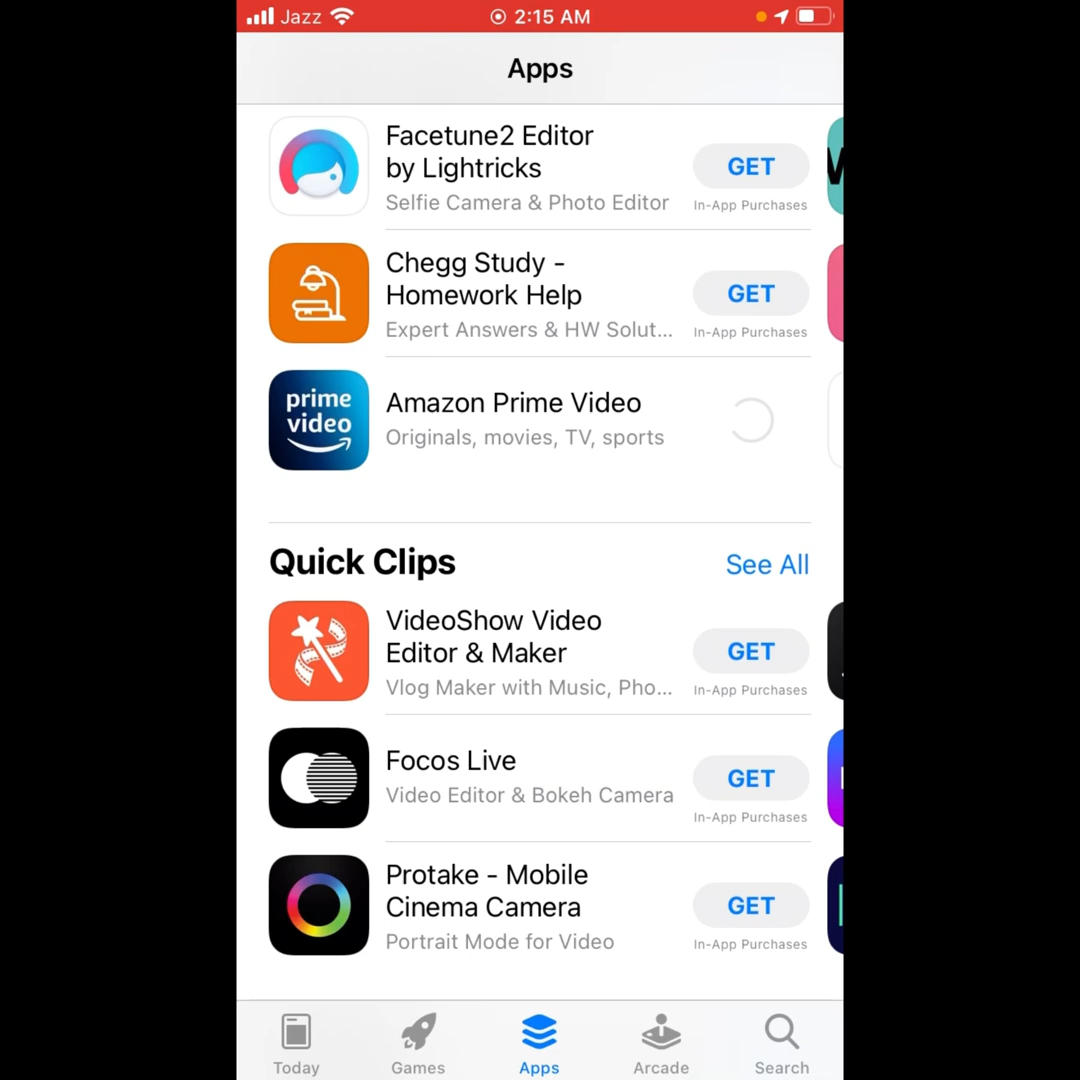 Jazz 2:15 AM
Apps
Facetune2 Editor
by Lightricks
Selfie Camera & Photo Editor
GET
In-App Purchases
Chegg Study -
Homework Help
Expert Answers & HW Solut...
GET
In-App Purchases
prime
video
Amazon Prime Video
Originals, movies, TV, sports
Quick Clips
See All
VideoShow Video
Editor & Maker
Vlog Maker with Music, Pho...
GET
In-App Purchases
Focos Live
Video Editor & Bokeh Camera
GET
In-App Purchases
Protake - Mobile
Cinema Camera
Portrait Mode for Video
GET
In-App Purchases
Today
Games
Apps
Arcade
Search